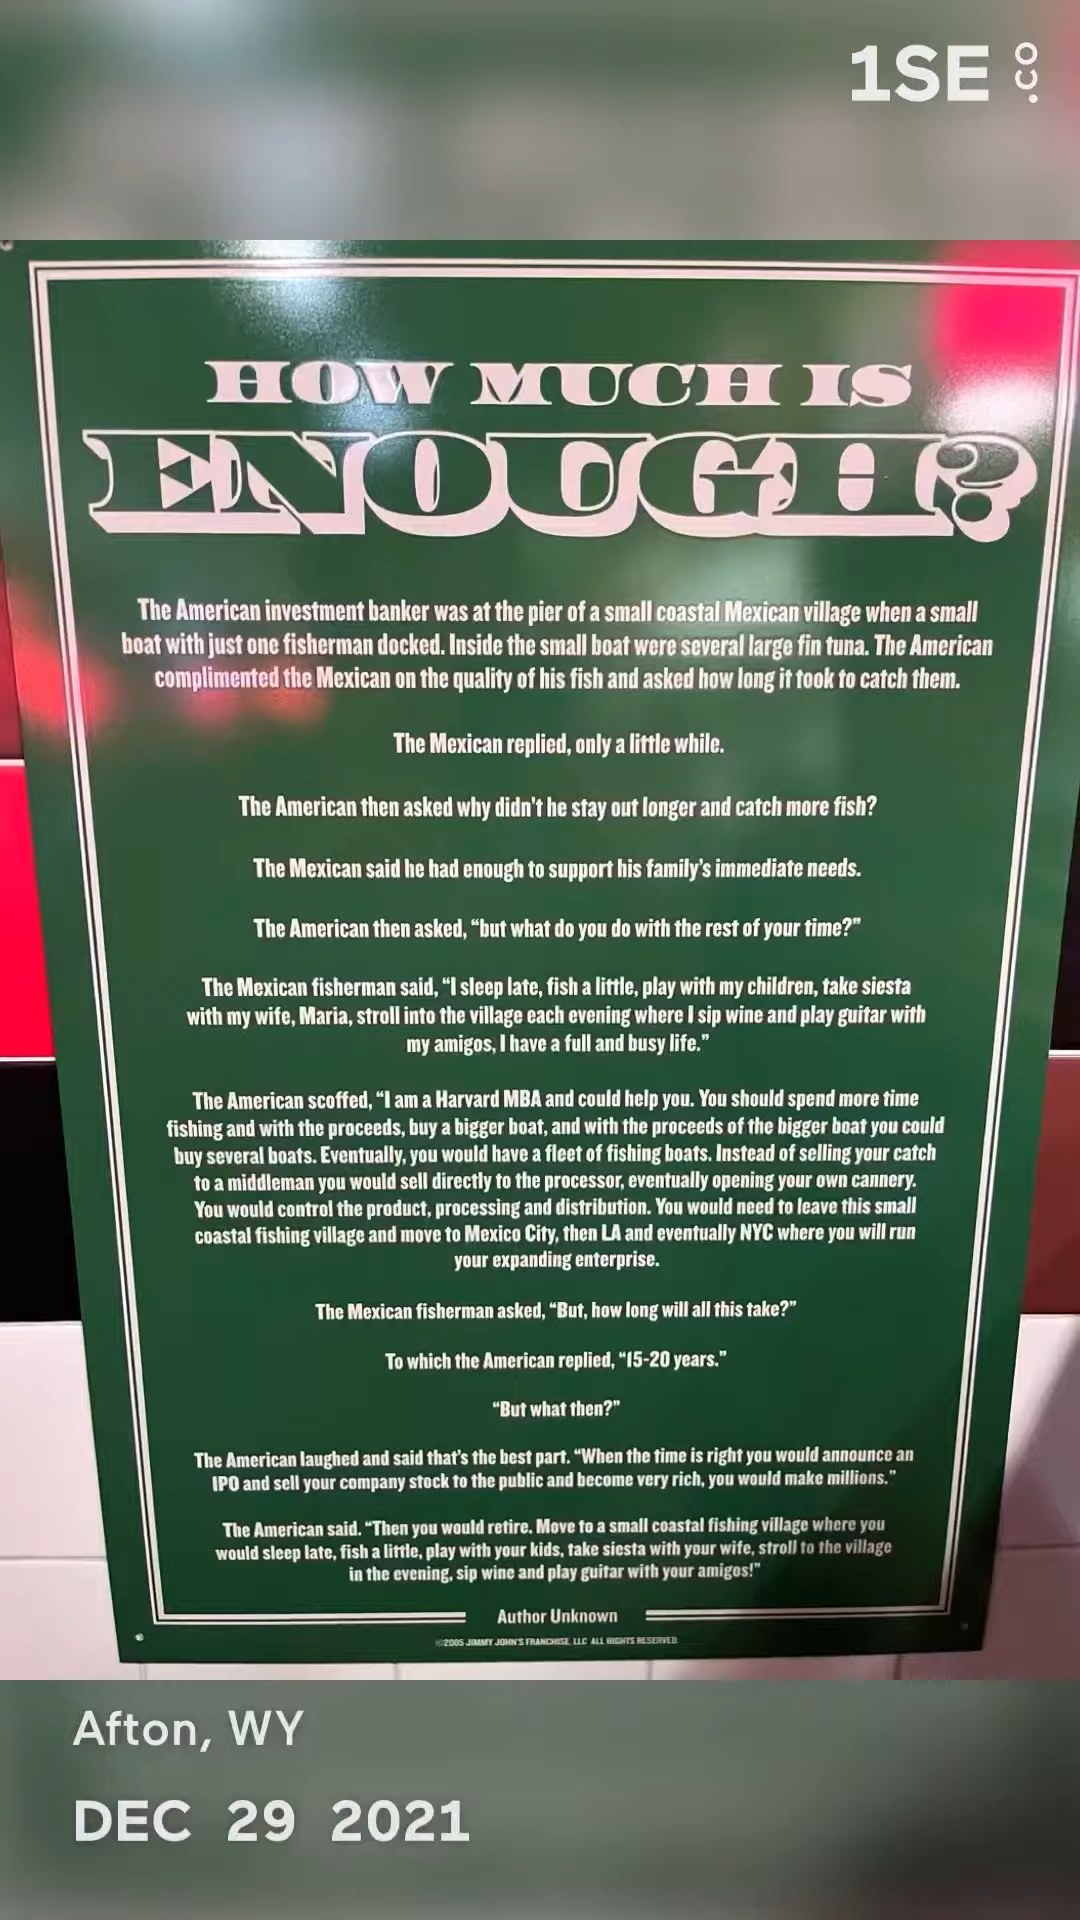 1SE .CO
HOW MUCH IS
ENOUGH?
The American investment banker was at the pier of a small coastal Mexican village when a small
boat with just one fisherman docked. Inside the small boat were several large fin tuna. The American
complimented the Mexican on the quality of his fish and asked how long it took to catch them.
The Mexican replied, only a little while.
The American then asked why didn't he stay out longer and catch more fish?
The Mexican said he had enough to support his family's immediate needs.
The American then asked, “but what do you do with the rest of your time?”
The Mexican fisherman said, “I sleep late, fish a little, play with my children, take siesta
with my wife, Maria, stroll into the village each evening where I sip wine and play guitar with
my amigos, I have a full and busy life.”
The American scoffed, “I am a Harvard MBA and could help you. You should spend more time
fishing and with the proceeds, buy a bigger boat, and with the proceeds of the bigger boat you could
buy several boats. Eventually, you would have a fleet of fishing boats. Instead of selling your catch
to a middleman you would sell directly to the processor, eventually opening your own cannery.
You would control the product, processing and distribution. You would need to leave this small
coastal fishing village and move to Mexico City, then LA and eventually NYC where you will run
your expanding enterprise.
The Mexican fisherman asked, “But, how long will all this take?”
To which the American replied, “15-20 years.”
“But what then?”
The American laughed and said that's the best part. “When the time is right you would announce an
IPO and sell your company stock to the public and become very rich, you would make millions.”
The American said. “Then you would retire. Move to a small coastal fishing village where you
would sleep late, fish a little, play with your kids, take siesta with your wife, stroll to the village
in the evening, sip wine and play guitar with your amigos!”
Author Unknown
©2005 JIMMY JOHN'S FRANCHISE, LLC ALL RIGHTS RESERVED.
Afton, WY
DEC 29 2021